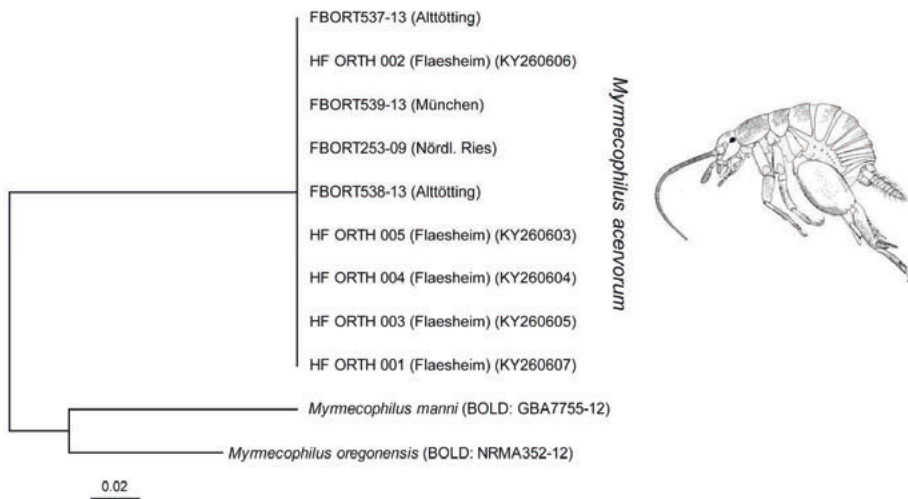 FBORT537-13 (Alttötting)
HF ORTH 002 (Flaesheim) (KY260606)
FBORT539-13 (München)
FBORT253-09 (Nördl. Ries)
FBORT538-13 (Alttötting)
HF ORTH 005 (Flaesheim) (KY260603)
HF ORTH 004 (Flaesheim) (KY260604)
HF ORTH 003 (Flaesheim) (KY260605)
HF ORTH 001 (Flaesheim) (KY260607)
Myrmecophilus acervorum
Myrmecophilus manni (BOLD: GBA7755-12)
Myrmecophilus oregonensis (BOLD: NRMA352-12)
0.02